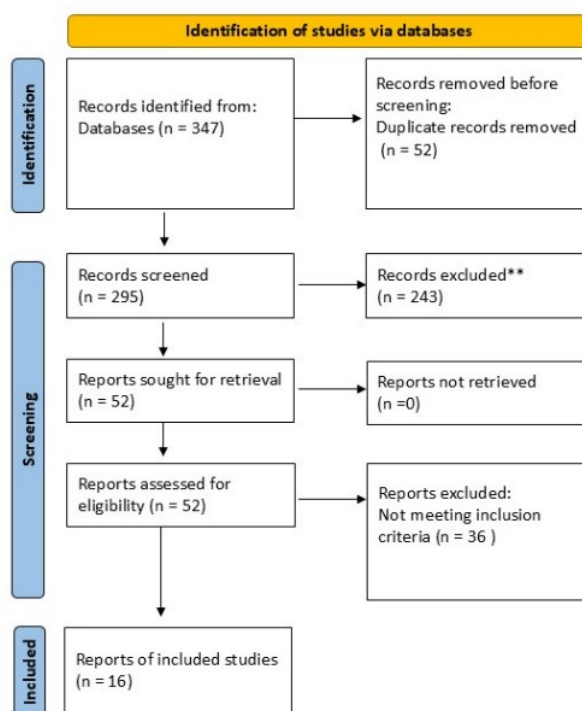 Identification of studies via databases
Identification
Records identified from:
Databases (n = 347)
Records removed before
screening:
Duplicate records removed
(n = 52)
Screening
Records screened
(n = 295)
Records excluded**
(n = 243)
Reports sought for retrieval
(n = 52)
Reports not retrieved
(n =0)
Reports assessed for
eligibility (n = 52)
Reports excluded:
Not meeting inclusion
criteria (n = 36 )
Included
Reports of included studies
(n = 16)